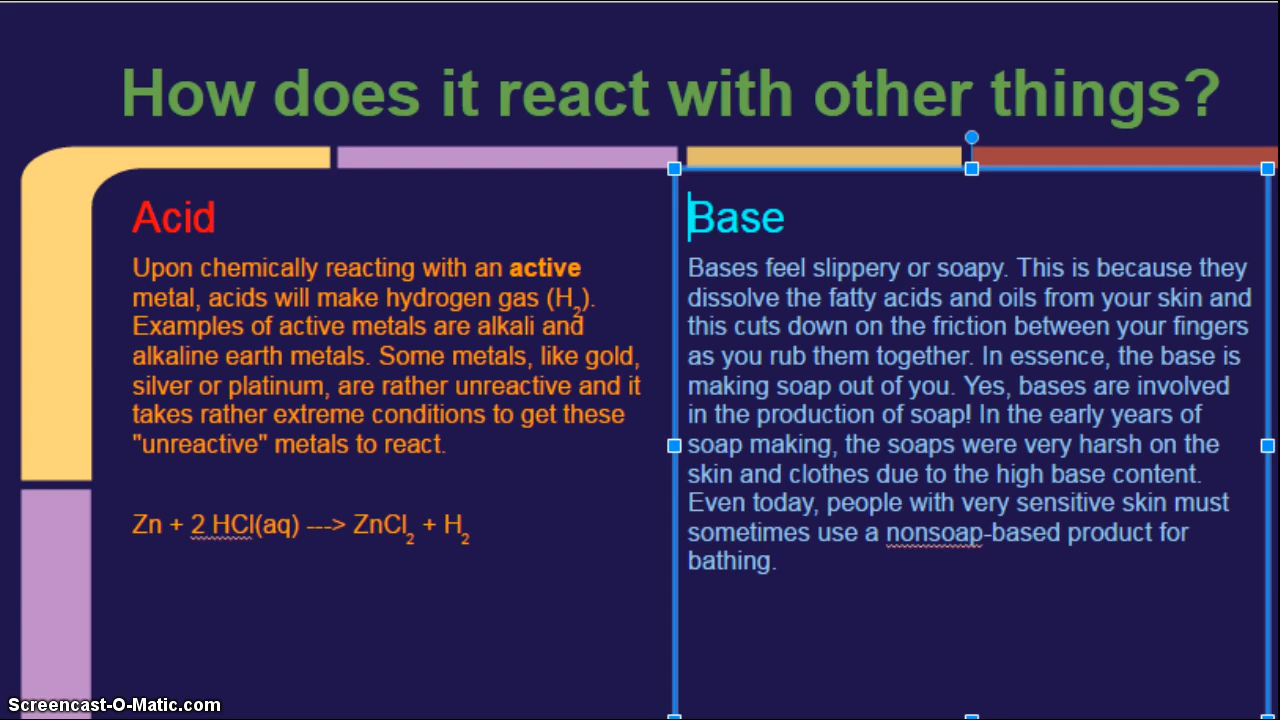 How does it react with other things?
Acid
Upon chemically reacting with an active
metal, acids will make hydrogen gas (H₂).
Examples of active metals are alkali and
alkaline earth metals. Some metals, like gold,
silver or platinum, are rather unreactive and it
takes rather extreme conditions to get these
"unreactive" metals to react.
Zn + 2 HCl(aq) ---> ZnCl₂ + H₂
Base
Bases feel slippery or soapy. This is because they
dissolve the fatty acids and oils from your skin and
this cuts down on the friction between your fingers
as you rub them together. In essence, the base is
making soap out of you. Yes, bases are involved
in the production of soap! In the early years of
soap making, the soaps were very harsh on the
skin and clothes due to the high base content.
Even today, people with very sensitive skin must
sometimes use a nonsoap-based product for
bathing.
Screencast-O-Matic.com